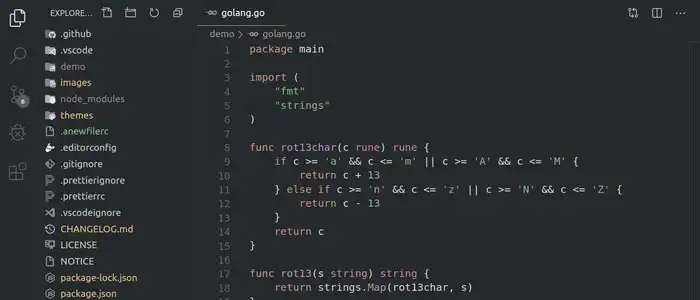 EXPLORE...
.github
.vscode
demo
images
node_modules
themes
.anewfilerc
.editorconfig
.gitignore
.prettierignore
.prettierrc
.vscodeignore
CHANGELOG.md
LICENSE
NOTICE
package-lock.json
package.json
6
golang.go
demo > golang.go
1 package main
2
3 import (
4 "fmt"
5 "strings"
6 )
7
8 func rot13char(c rune) rune {
9 if c >= 'a' && c <= 'm' || c >= 'A' && c <= 'M' {
10 return c + 13
11 } else if c >= 'n' && c <= 'z' || c >= 'N' && c <= 'Z' {
12 return c - 13
13 }
14 return c
15 }
16
17 func rot13(s string) string {
18 return strings.Map(rot13char, s)